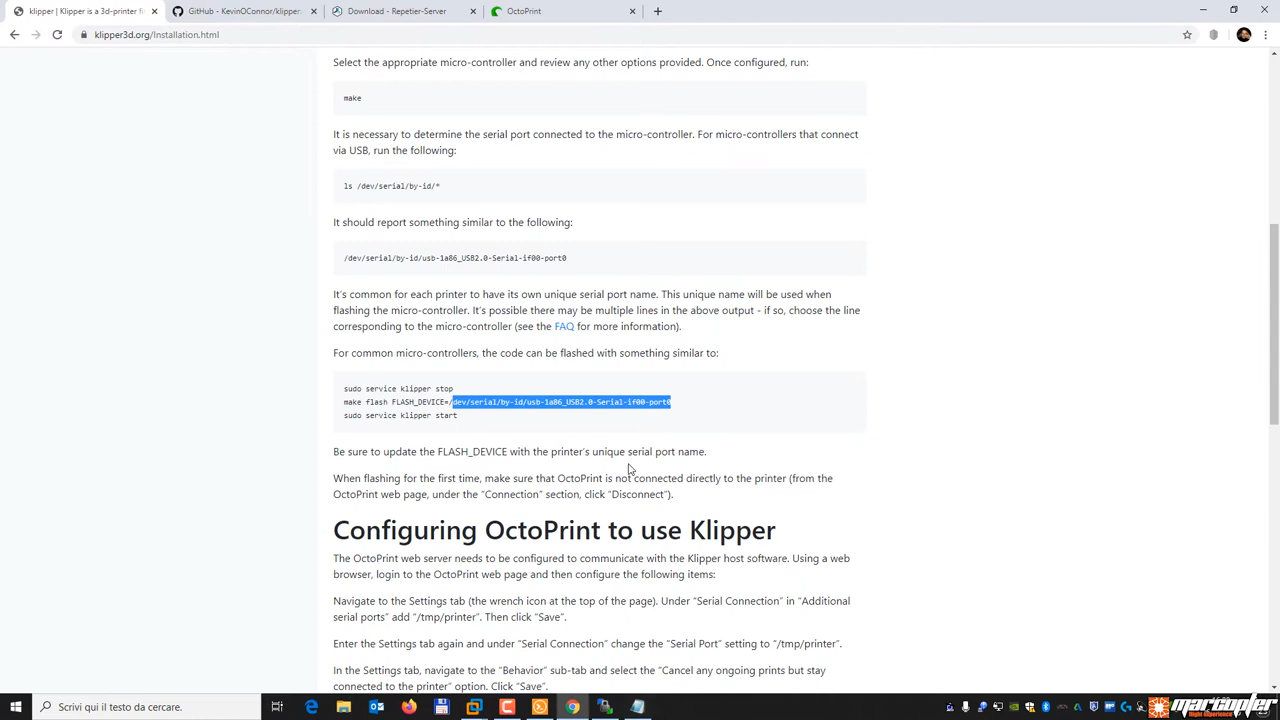 klipper | Klipper is a 3d-printer fi
GitHub - KevinOConnor/klipper:
Download - Repetier-Server
OctoPrint
klipper3d.org/Installation.html
Select the appropriate micro-controller and review any other options provided. Once configured, run:
make
It is necessary to determine the serial port connected to the micro-controller. For micro-controllers that connect
via USB, run the following:
ls /dev/serial/by-id/*
It should report something similar to the following:
/dev/serial/by-id/usb-1a86_USB2.0-Serial-if00-port0
It's common for each printer to have its own unique serial port name. This unique name will be used when
flashing the micro-controller. It's possible there may be multiple lines in the above output - if so, choose the line
corresponding to the micro-controller (see the FAQ for more information).
For common micro-controllers, the code can be flashed with something similar to:
sudo service klipper stop
make flash FLASH_DEVICE=/dev/serial/by-id/usb-1a86_USB2.0-Serial-if00-port0
sudo service klipper start
Be sure to update the FLASH_DEVICE with the printer's unique serial port name.
When flashing for the first time, make sure that OctoPrint is not connected directly to the printer (from the
OctoPrint web page, under the "Connection" section, click "Disconnect").
Configuring OctoPrint to use Klipper
The OctoPrint web server needs to be configured to communicate with the Klipper host software. Using a web
browser, login to the OctoPrint web page and then configure the following items:
Navigate to the Settings tab (the wrench icon at the top of the page). Under "Serial Connection" in "Additional
serial ports" add "/tmp/printer". Then click "Save".
Enter the Settings tab again and under "Serial Connection" change the "Serial Port" setting to "/tmp/printer".
In the Settings tab, navigate to the "Behavior" sub-tab and select the "Cancel any ongoing prints but stay
connected to the printer" option. Click "Save".
Scrivi qui il testo da cercare.
marcopter